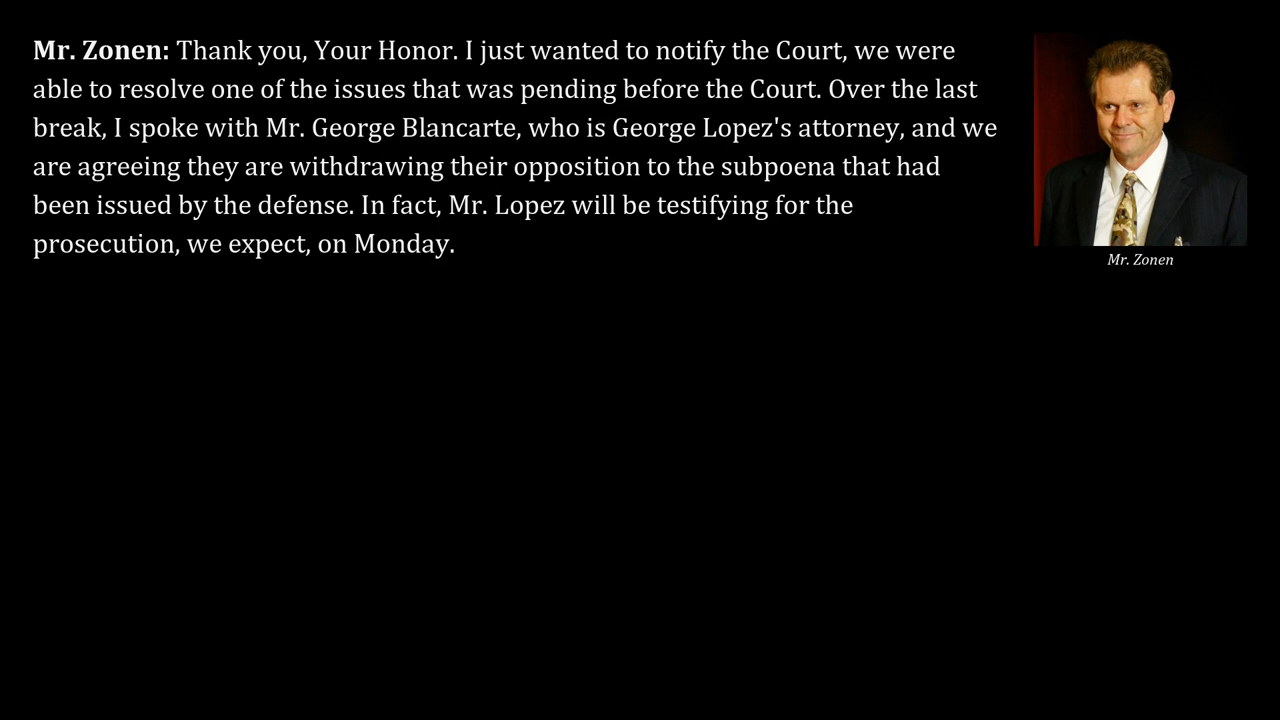 Mr. Zonen: Thank you, Your Honor. I just wanted to notify the Court, we were
able to resolve one of the issues that was pending before the Court. Over the last
break, I spoke with Mr. George Blancarte, who is George Lopez's attorney, and we
are agreeing they are withdrawing their opposition to the subpoena that had
been issued by the defense. In fact, Mr. Lopez will be testifying for the
prosecution, we expect, on Monday.
Mr. Zonen